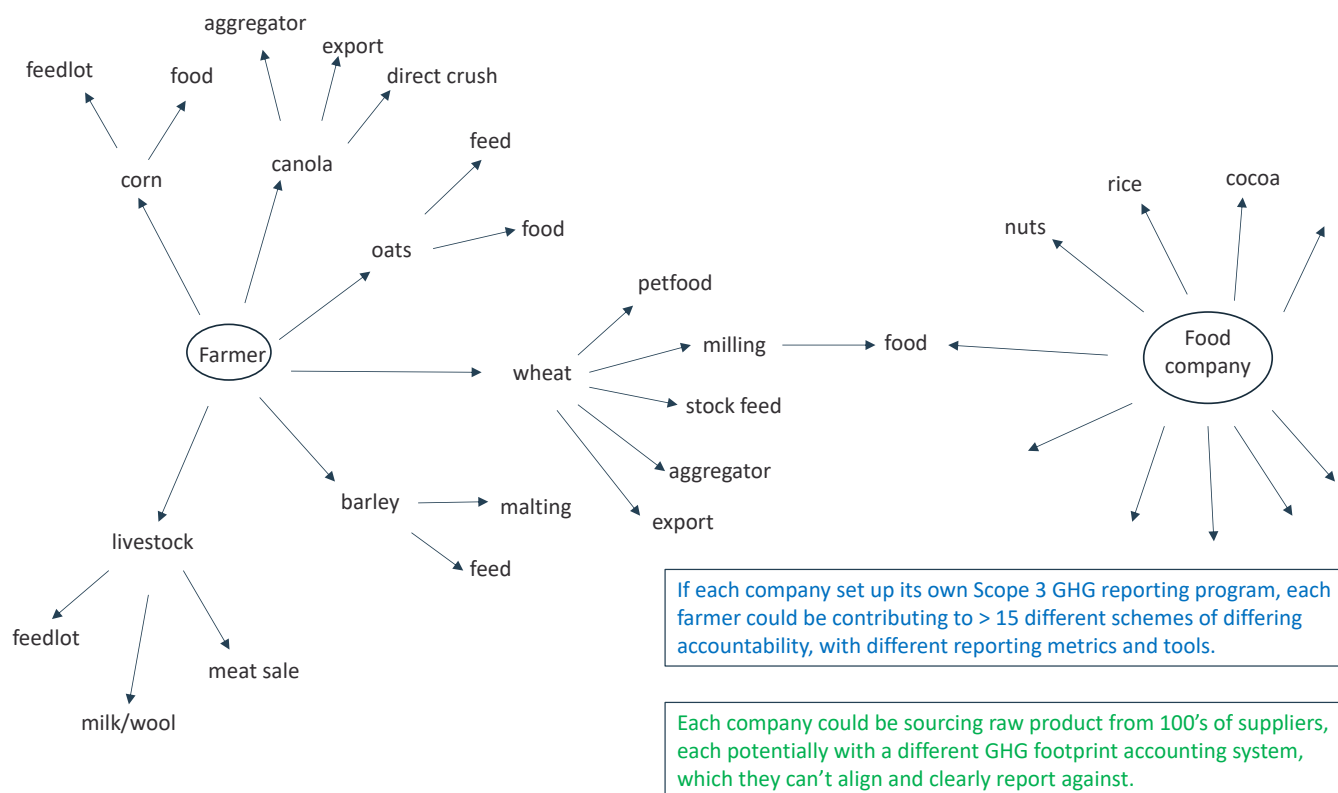 aggregator
export
feedlot
food
direct crush
feed
canola
corn
cocoa
rice
nuts
food
oats
petfood
Farmer
milling
food
Food
company
wheat
stock feed
aggregator
barley
malting
export
livestock
feed
feedlot
meat sale
milk/wool
If each company set up its own Scope 3 GHG reporting program, each
farmer could be contributing to > 15 different schemes of differing
accountability, with different reporting metrics and tools.
Each company could be sourcing raw product from 100’s of suppliers,
each potentially with a different GHG footprint accounting system,
which they can’t align and clearly report against.